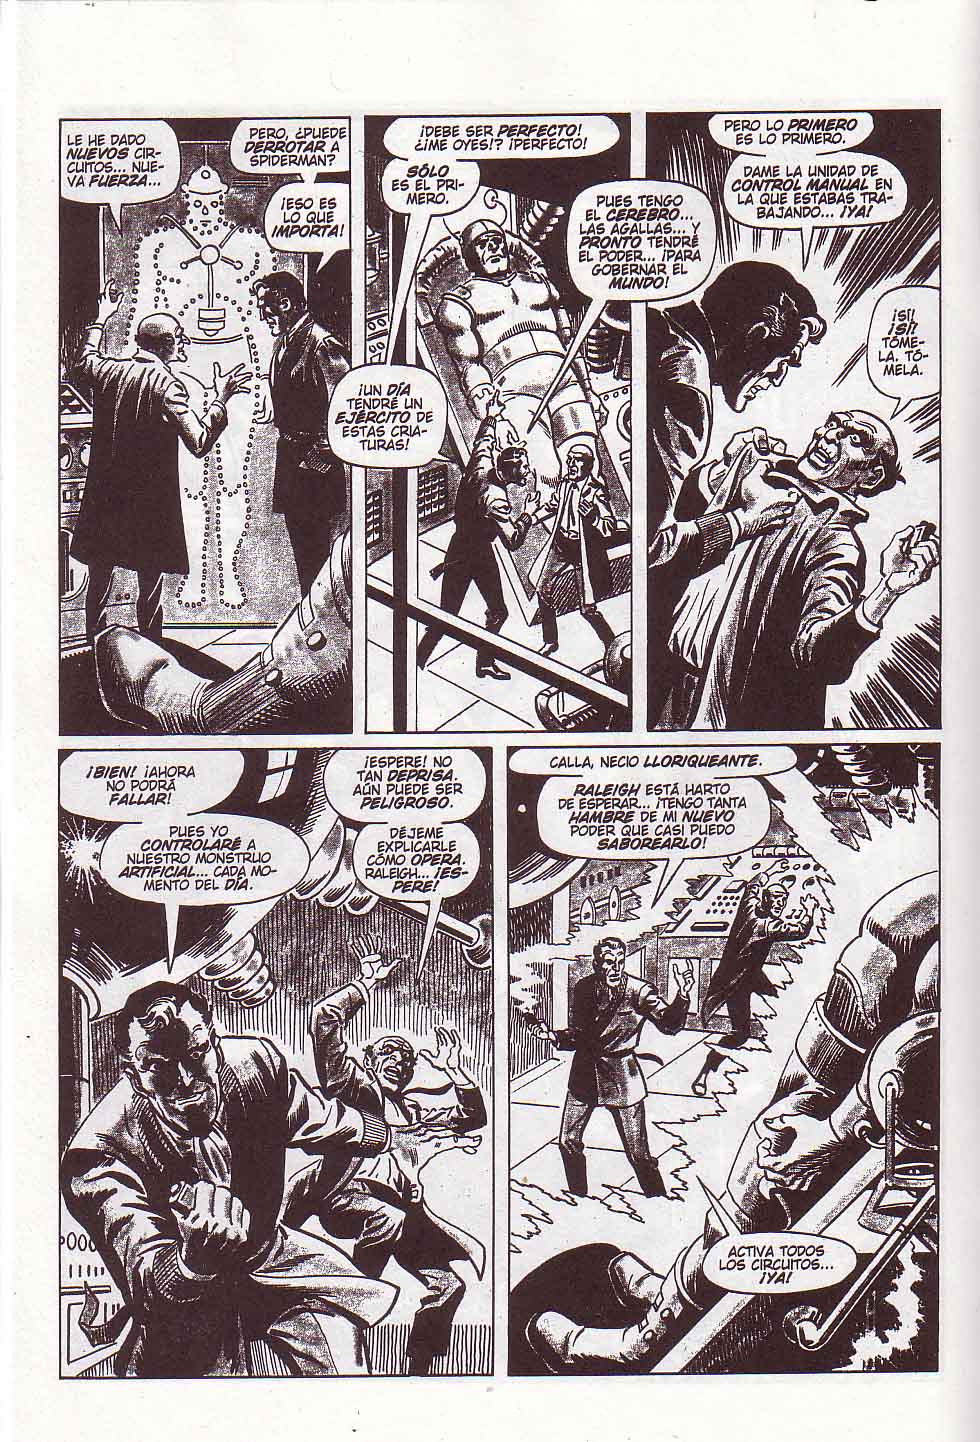 LE HE DADO
NUEVOS CIR-
CUITOS... NUE-
VA FUERZA...
PERO, ¿PUEDE
DERROTAR A
SPIDERMAN?
¡ESO ES
LO QUE
IMPORTA!
¡DEBE SER PERFECTO!
¿¡ME OYES!? ¡PERFECTO!
SÓLO
ES EL PRI-
MERO.
PUES TENGO
EL CEREBRO...
LAS AGALLAS... Y
PRONTO TENDRÉ
EL PODER... ¡PARA
GOBERNAR EL
MUNDO!
¡UN DÍA
TENDRÉ UN
EJÉRCITO DE
ESTAS CRIA-
TURAS!
PERO LO PRIMERO
ES LO PRIMERO.
DAME LA UNIDAD DE
CONTROL MANUAL EN
LA QUE ESTABAS TRA-
BAJANDO... ¡YA!
¡SÍ!
¡SÍ!
TÓME-
LA. TÓ-
MELA.
¡BIEN! ¡AHORA
NO PODRÁ
FALLAR!
PUES YO
CONTROLARÉ A
NUESTRO MONSTRUO
ARTIFICIAL... CADA MO-
MENTO DEL DÍA.
¡ESPERE! NO
TAN DEPRISA.
AÚN PUEDE SER
PELIGROSO.
DÉJEME
EXPLICARLE
CÓMO OPERA.
RALEIGH... ¡ES-
PERE!
CALLA, NECIO LLORIQUEANTE.
RALEIGH ESTÁ HARTO
DE ESPERAR... ¡TENGO TANTA
HAMBRE DE MI NUEVO
PODER QUE CASI PUEDO
SABOREARLO!
ACTIVA TODOS
LOS CIRCUITOS...
¡YA!